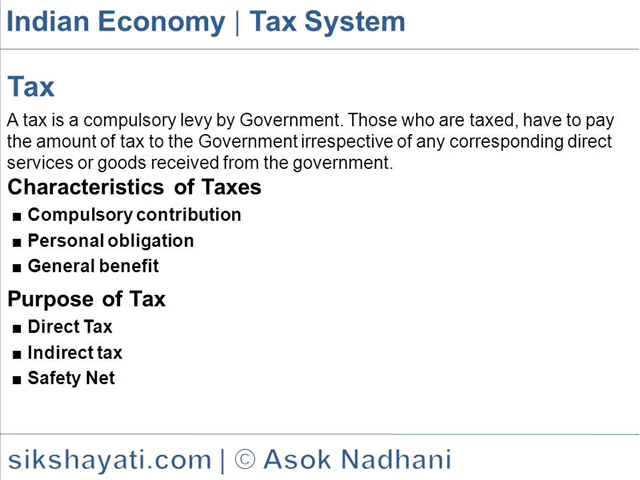 Indian Economy | Tax System
Tax
A tax is a compulsory levy by Government. Those who are taxed, have to pay
the amount of tax to the Government irrespective of any corresponding direct
services or goods received from the government.
Characteristics of Taxes
■ Compulsory contribution
■ Personal obligation
■ General benefit
Purpose of Tax
■ Direct Tax
■ Indirect tax
■ Safety Net
sikshayati.com | © Asok Nadhani